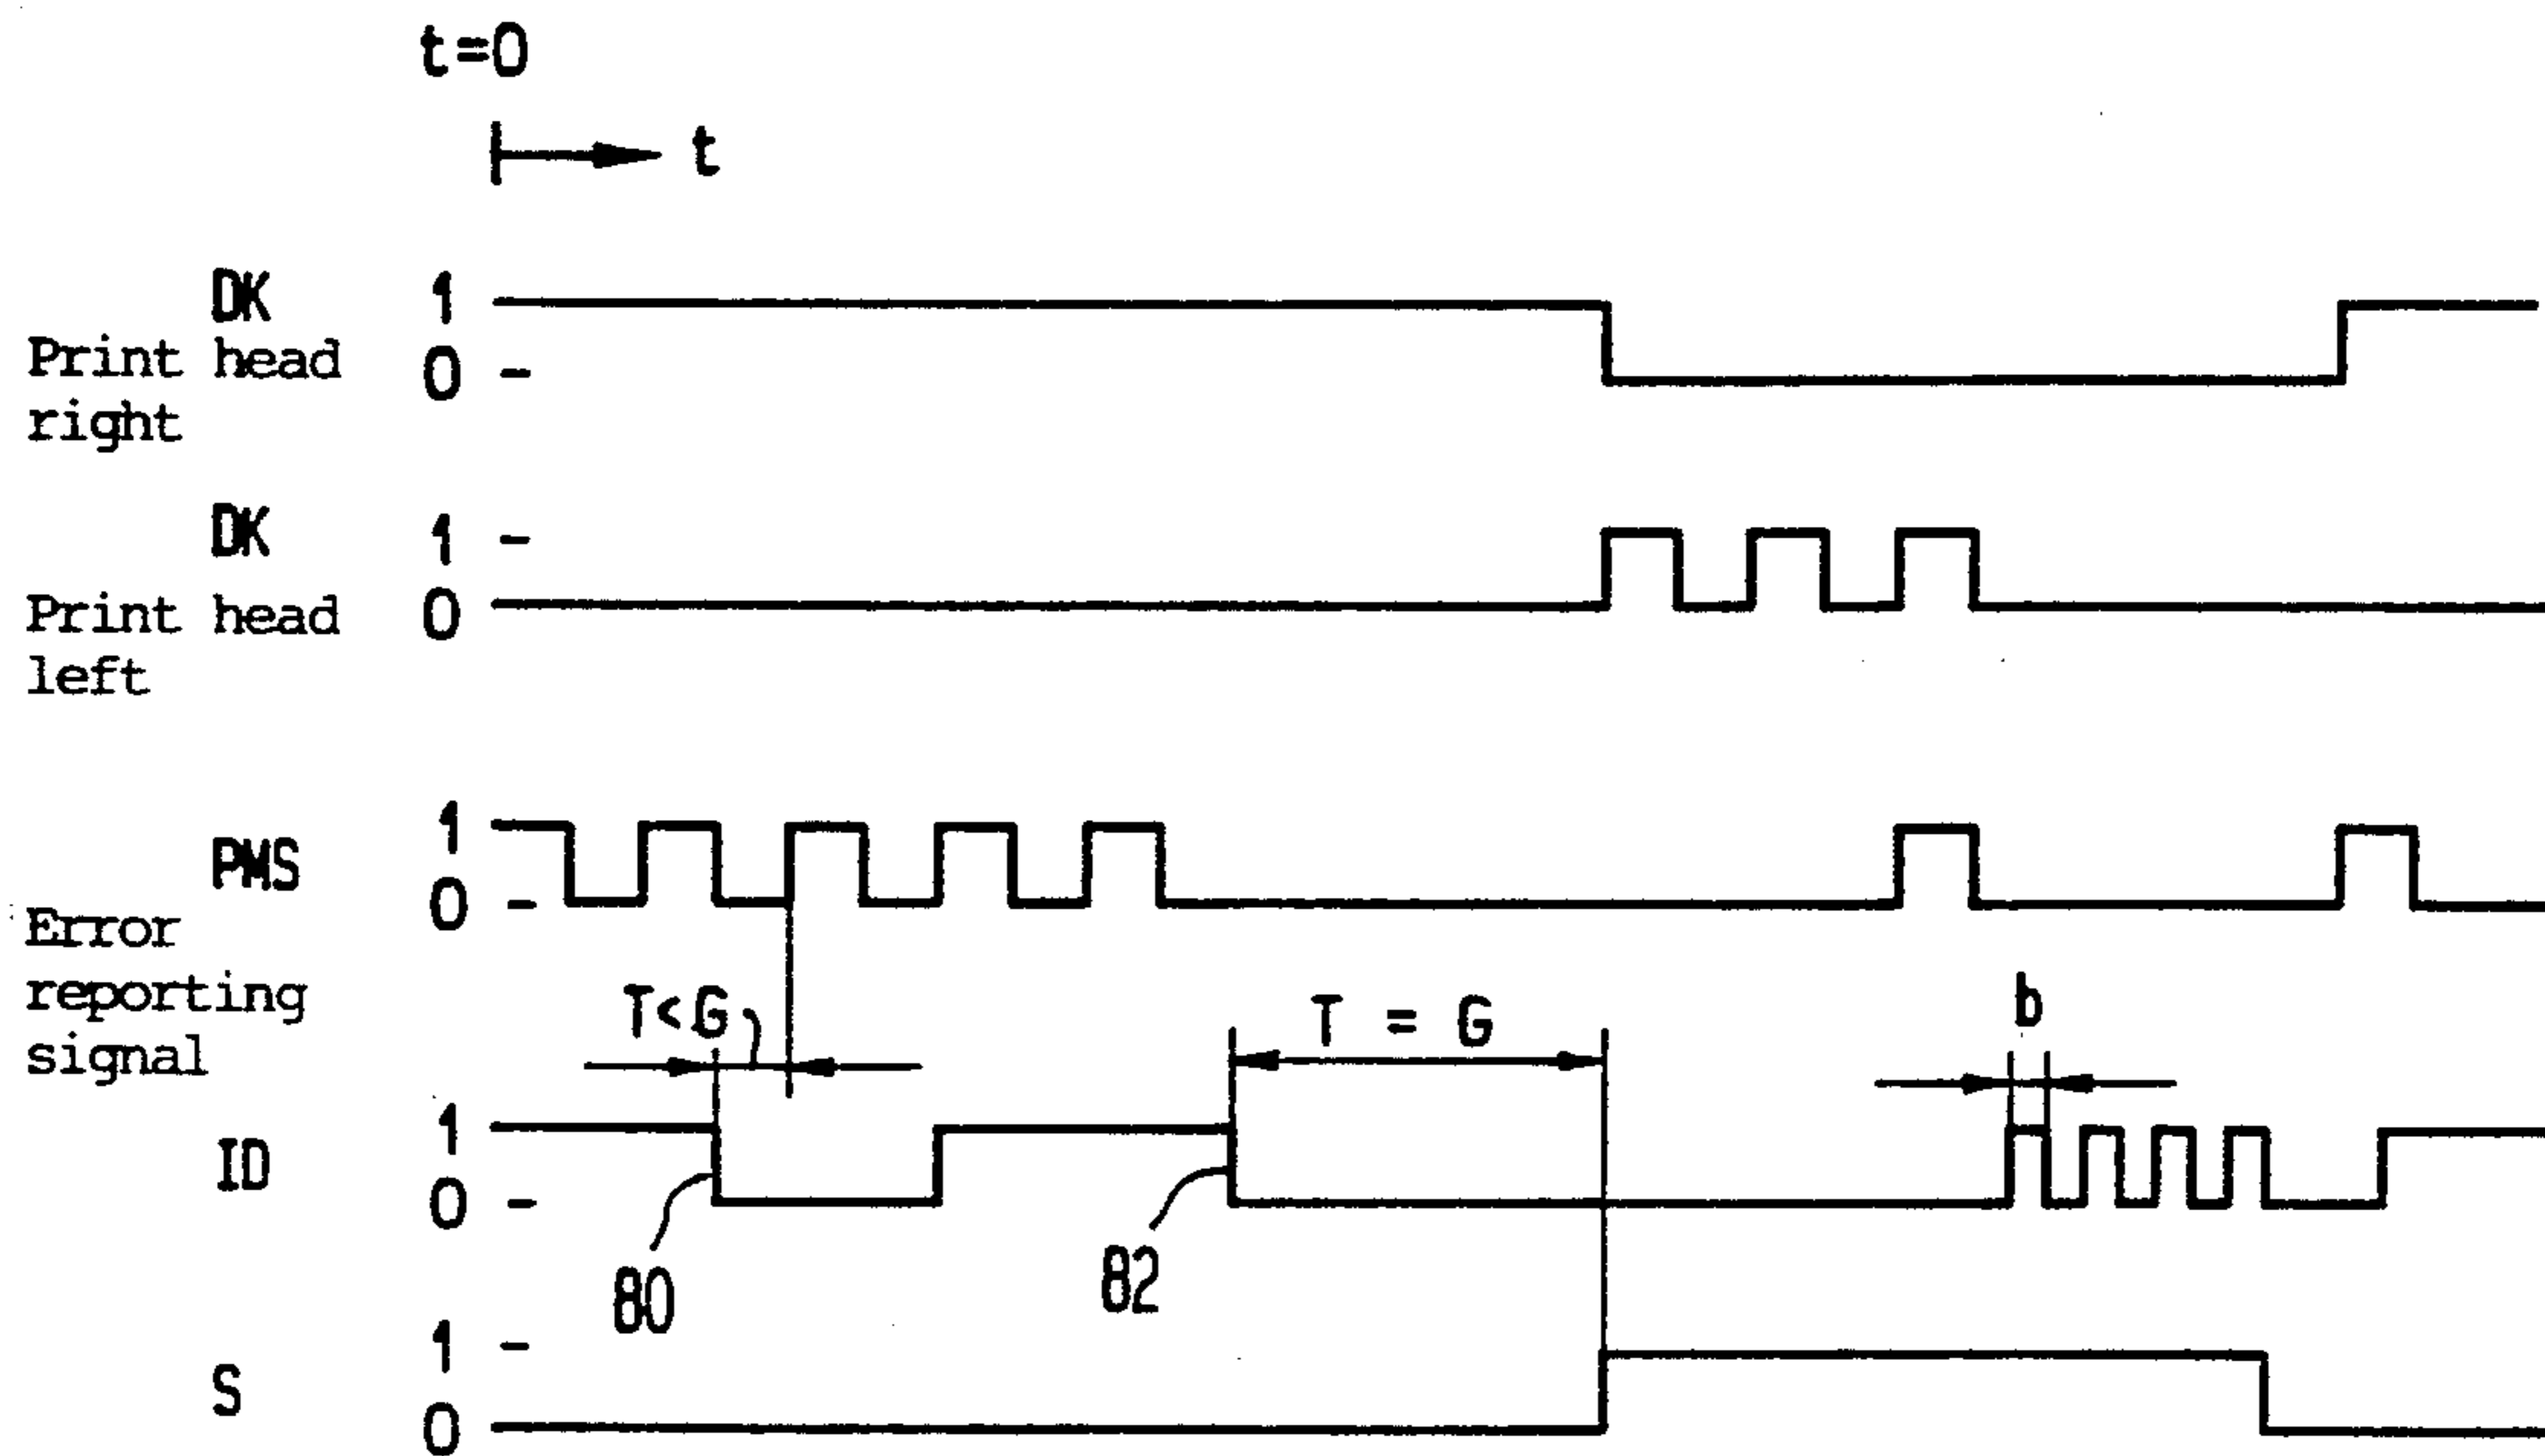 t=0
t
DK 1
Print head 0
right
DK 1
Print head 0
left
1
PMS
0
Error
reporting
signal
T<G
T = G
b
1
ID
0
80
82
1
S
0